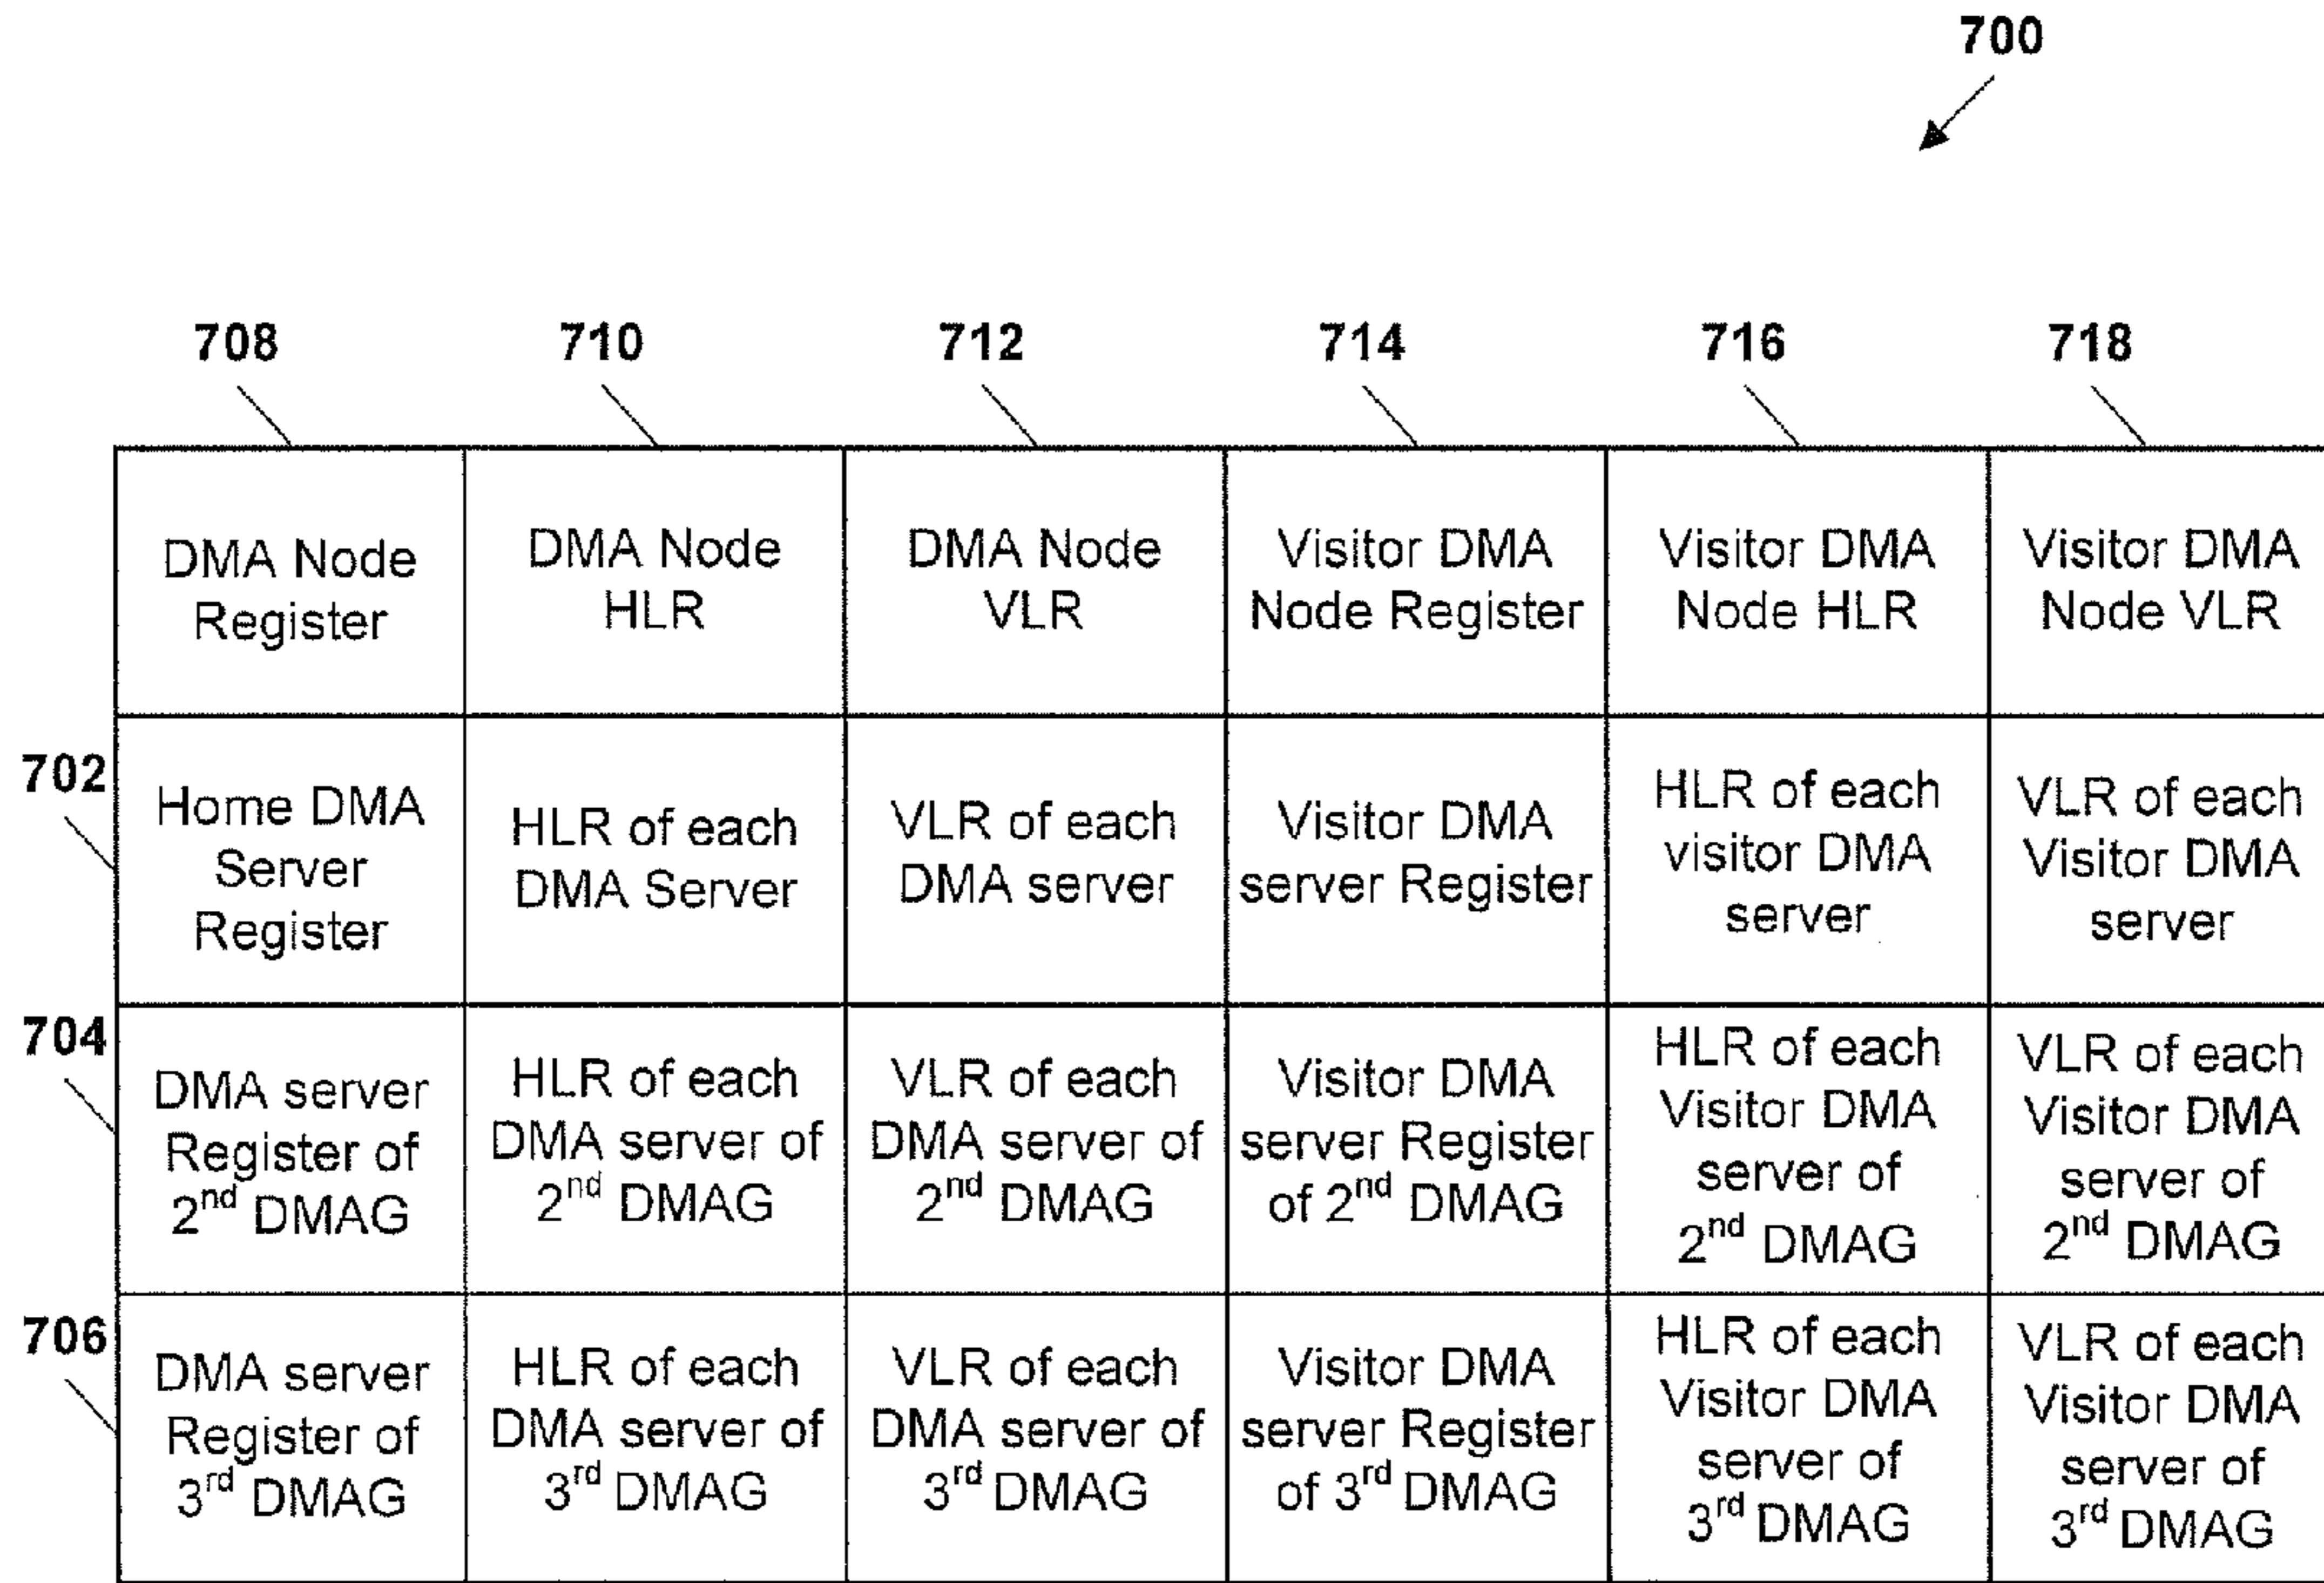 700
708 710 712 714 716 718
DMA Node
Register
DMA Node
HLR
DMA Node
VLR
Visitor DMA
Node Register
Visitor DMA
Node HLR
Visitor DMA
Node VLR
702
Home DMA
Server
Register
HLR of each
DMA Server
VLR of each
DMA server
Visitor DMA
server Register
HLR of each
visitor DMA
server
VLR of each
Visitor DMA
server
704
DMA server
Register of
2nd DMAG
HLR of each
DMA server of
2nd DMAG
VLR of each
DMA server of
2nd DMAG
Visitor DMA
server Register
of 2nd DMAG
HLR of each
Visitor DMA
server of
2nd DMAG
VLR of each
Visitor DMA
server of
2nd DMAG
706
DMA server
Register of
3rd DMAG
HLR of each
DMA server of
3rd DMAG
VLR of each
DMA server of
3rd DMAG
Visitor DMA
server Register
of 3rd DMAG
HLR of each
Visitor DMA
server of
3rd DMAG
VLR of each
Visitor DMA
server of
3rd DMAG